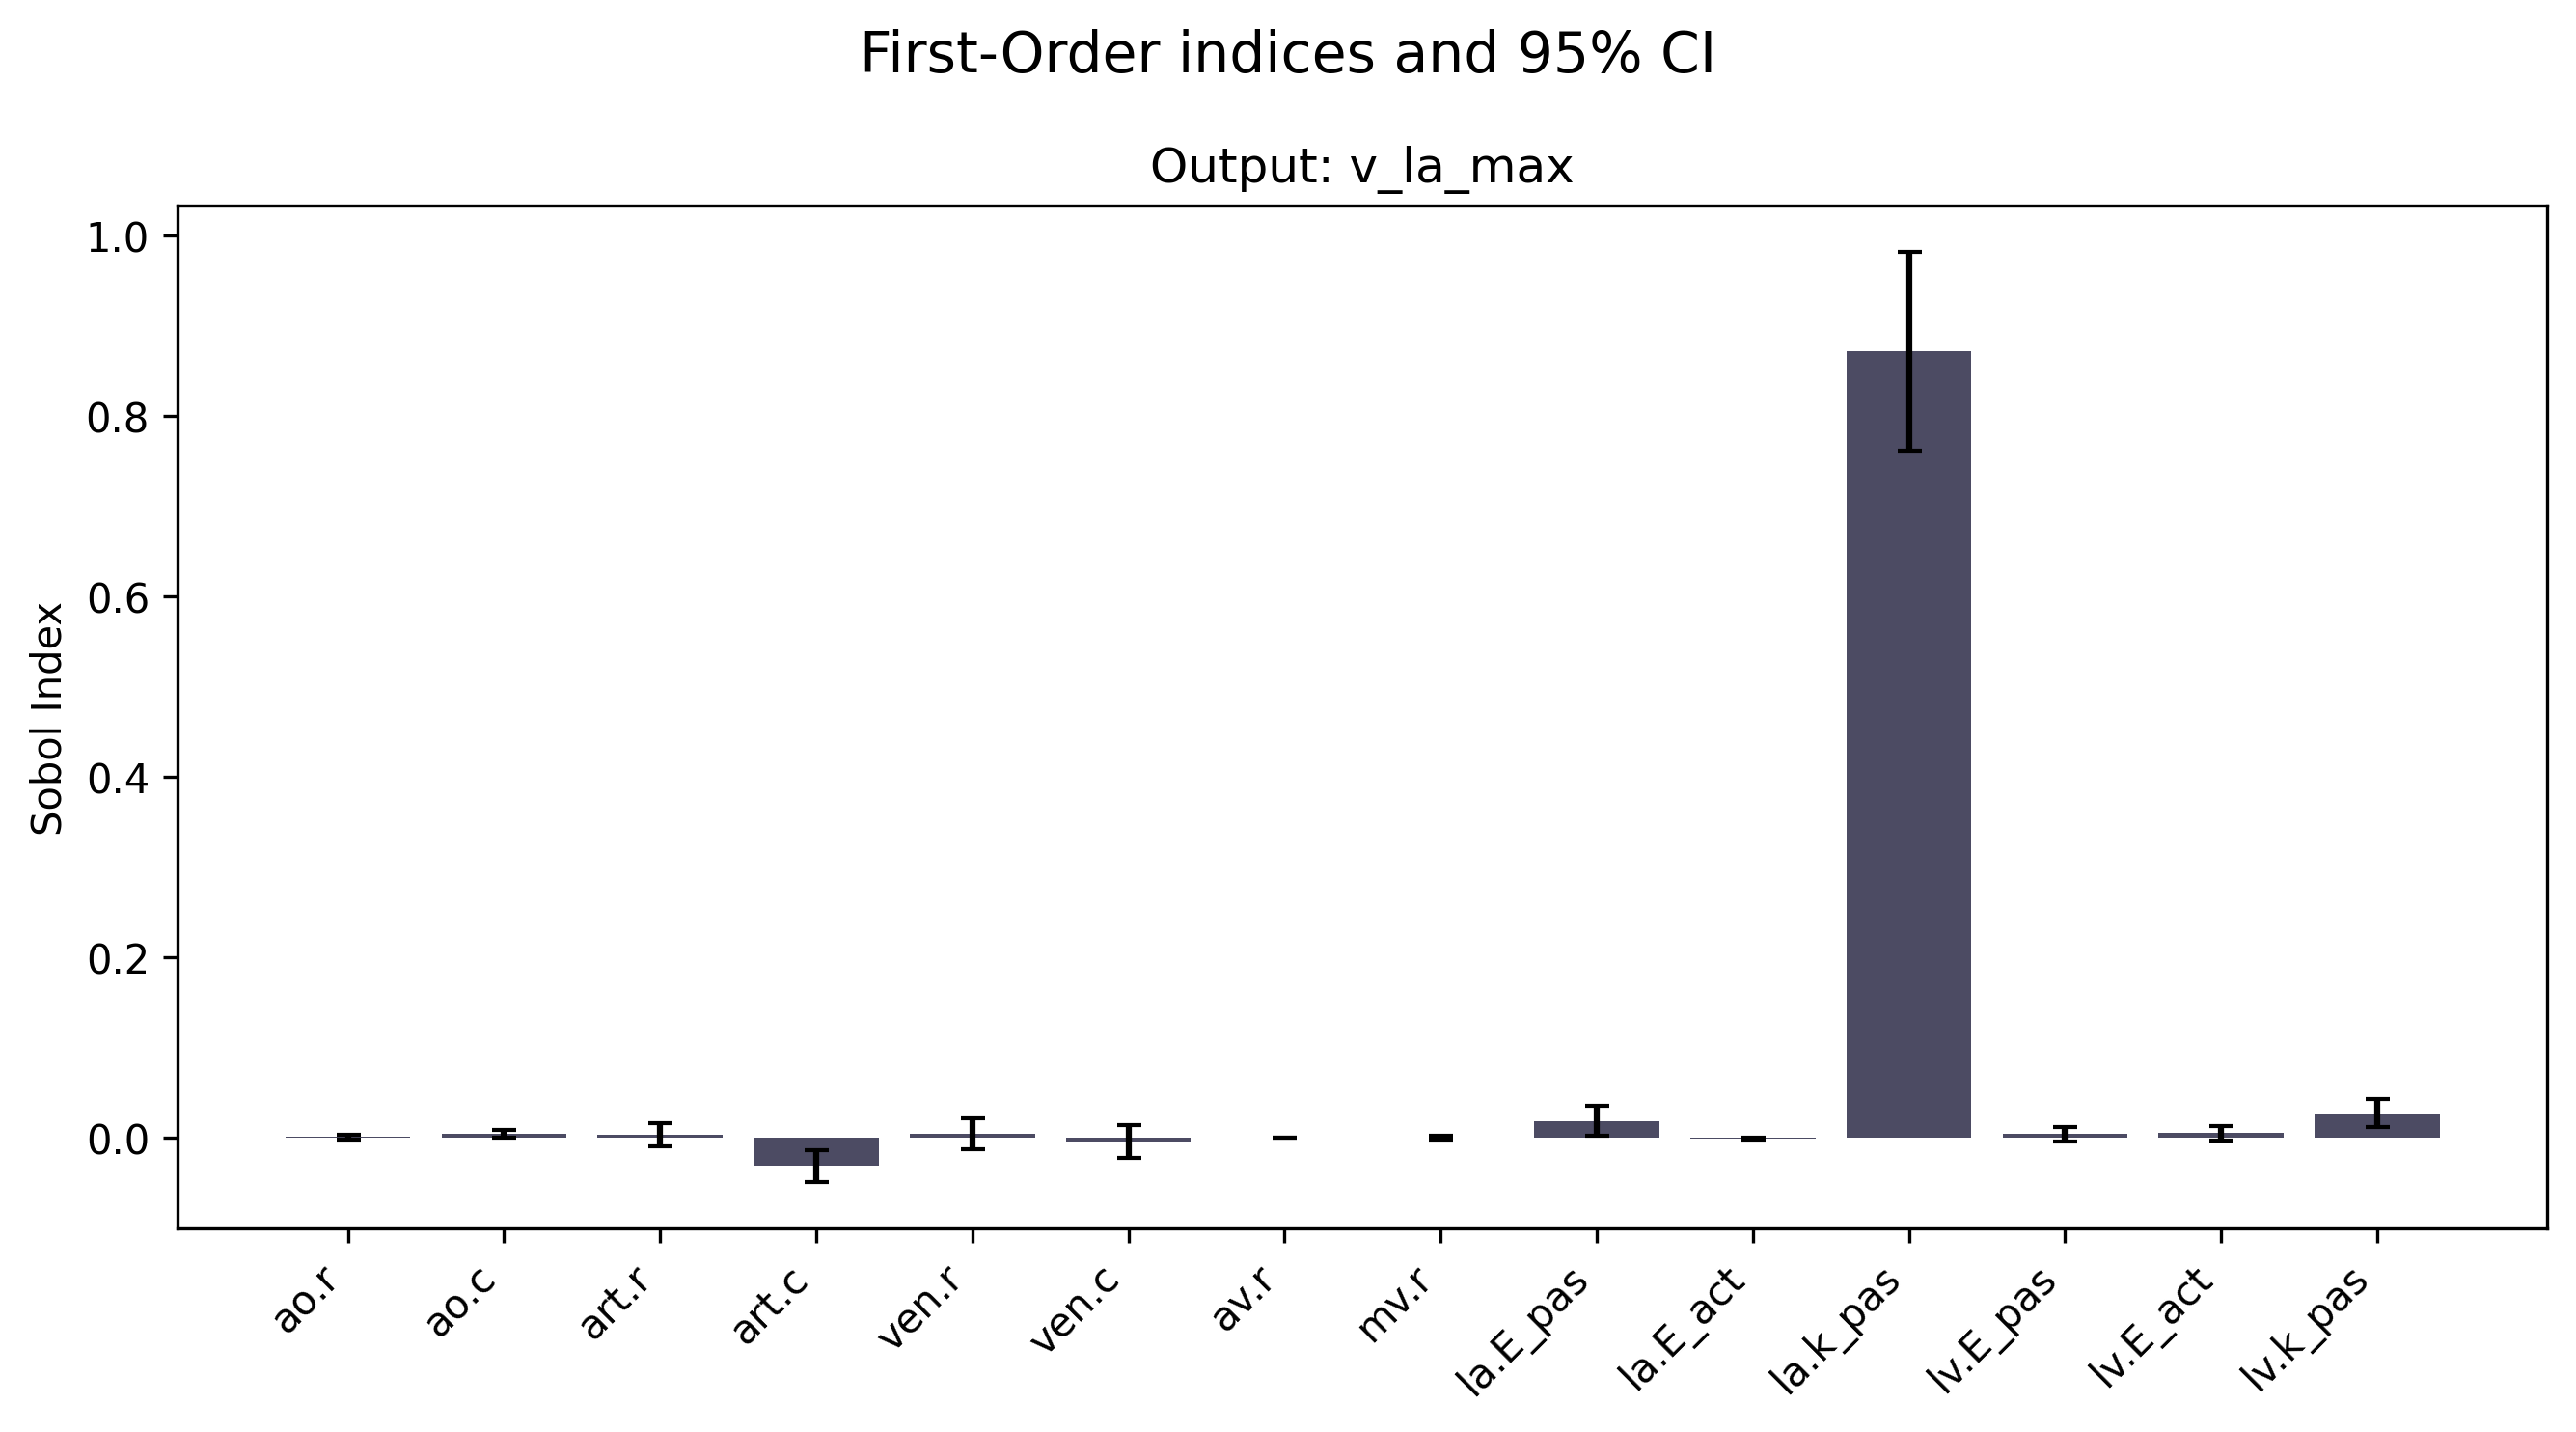 First-Order indices and 95% CI
Output: v_la_max
Sobol Index
1.0
0.8
0.6
0.4
0.2
0.0
ao.r
ao.c
art.r
art.c
ven.r
ven.c
av.r
mv.r
la.E_pas
la.E_act
la.k_pas
lv.E_pas
lv.E_act
lv.k_pas